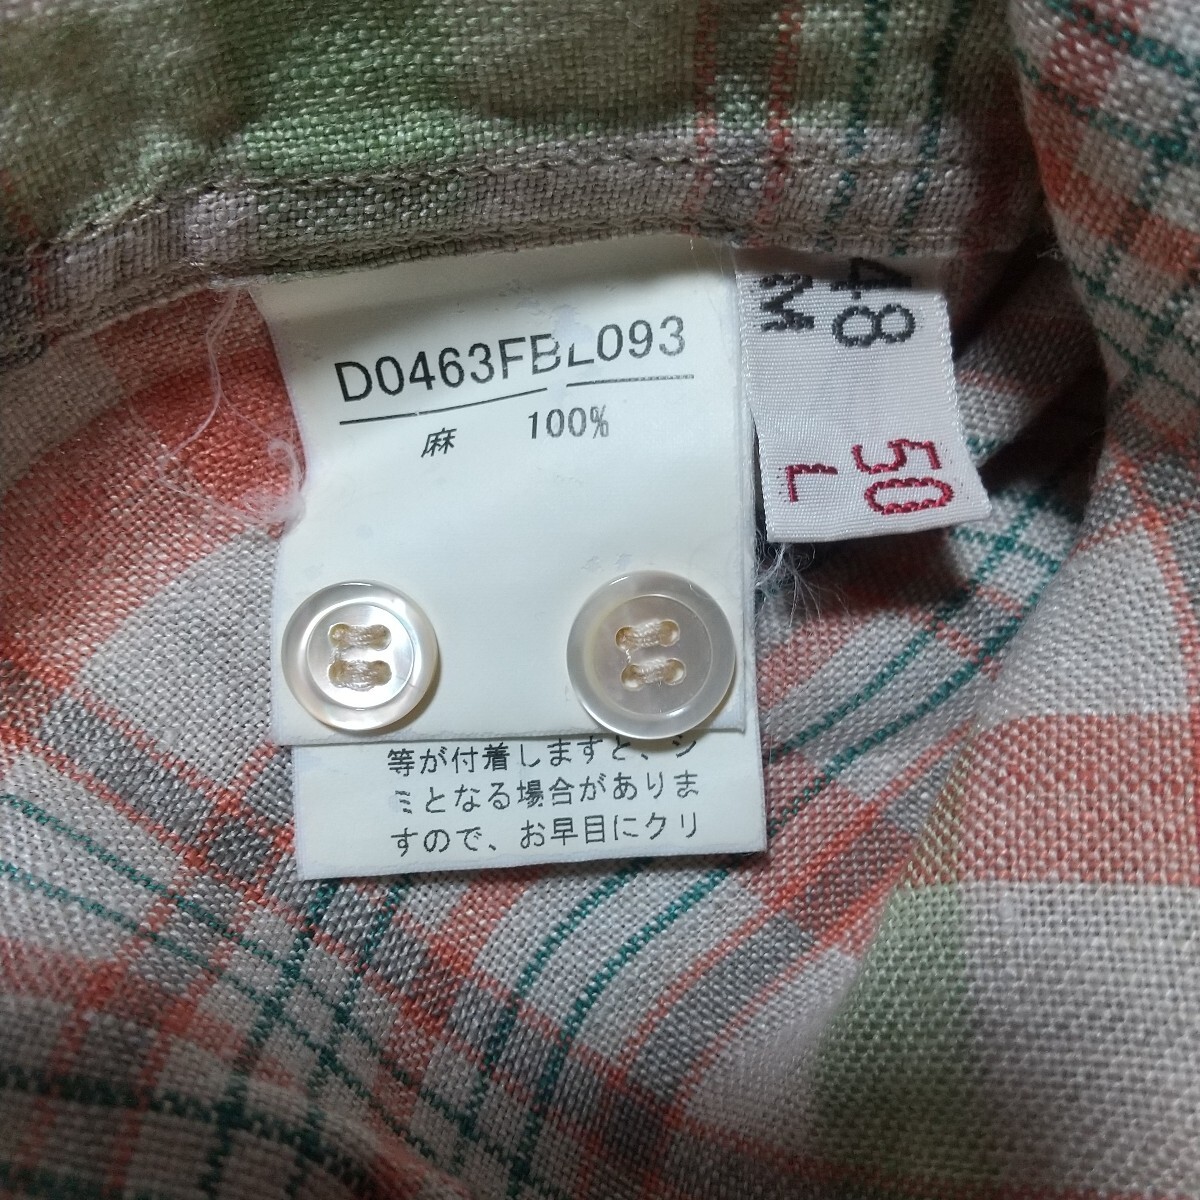 D0463FBL093
麻 100%
48
M
50
L
等が付着しますと、シ
ミとなる場合がありま
すので、お早目にクリ